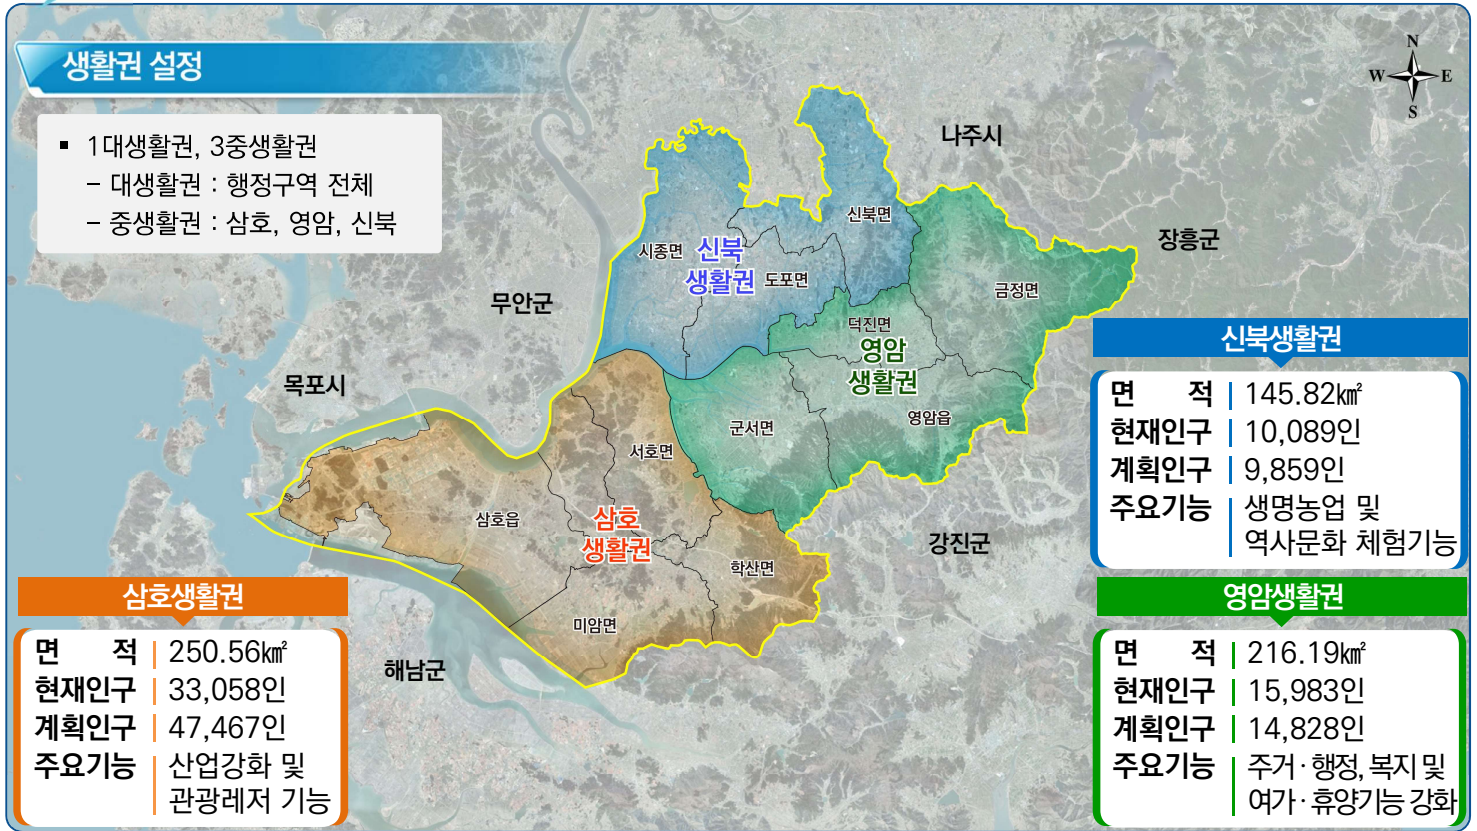 생활권 설정
▪ 1대생활권, 3중생활권
– 대생활권 : 행정구역 전체
– 중생활권 : 삼호, 영암, 신북
N
W E
S
나주시
장흥군
무안군
목포시
강진군
해남군
신북면
시종면
신북
생활권
도포면
금정면
덕진면
영암
생활권
영암읍
군서면
서호면
삼호읍
삼호
생활권
학산면
미암면
신북생활권
면 적 145.82㎢
현재인구 10,089인
계획인구 9,859인
주요기능 생명농업 및
역사문화 체험기능
삼호생활권
면 적 250.56㎢
현재인구 33,058인
계획인구 47,467인
주요기능 산업강화 및
관광레저 기능
영암생활권
면 적 216.19㎢
현재인구 15,983인
계획인구 14,828인
주요기능 주거·행정, 복지 및
여가·휴양기능 강화